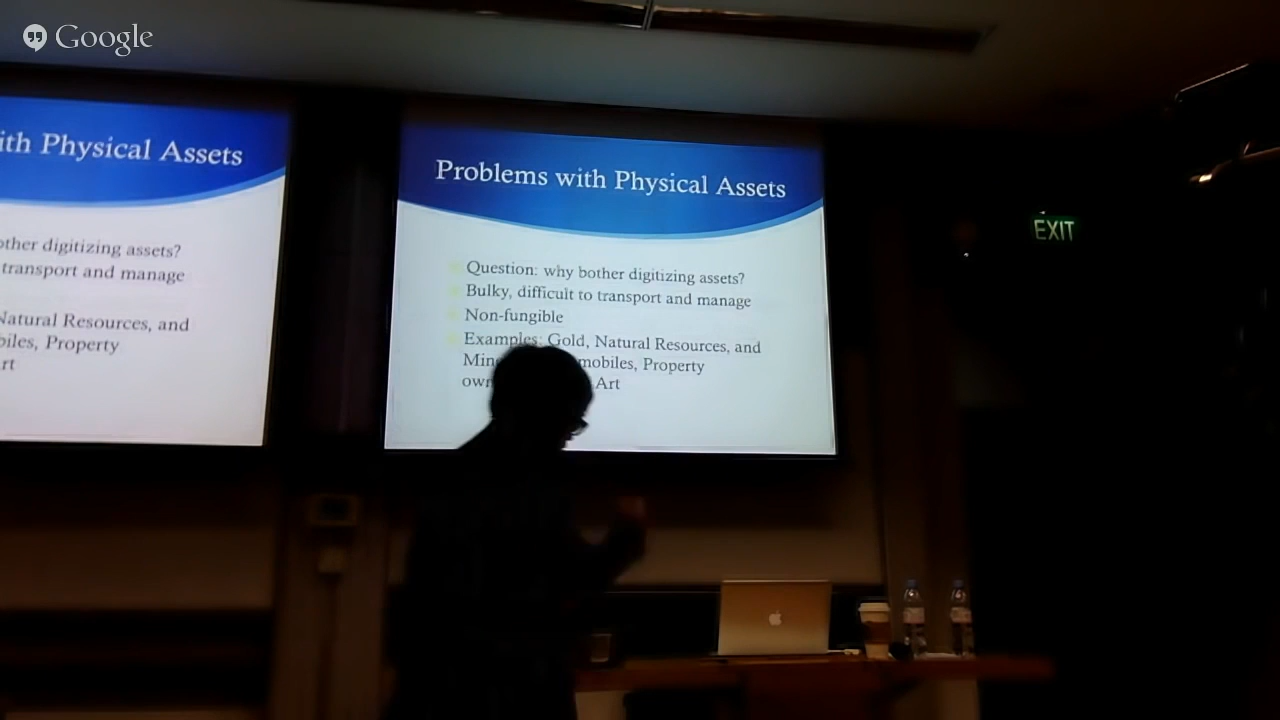 Google
ith Physical Assets
other digitizing assets?
transport and manage
Natural Resources, and
biles, Property
rt
Problems with Physical Assets
Question: why bother digitizing assets?
Bulky, difficult to transport and manage
Non-fungible
Examples: Gold, Natural Resources, and
Min mobiles, Property
own Art
EXIT